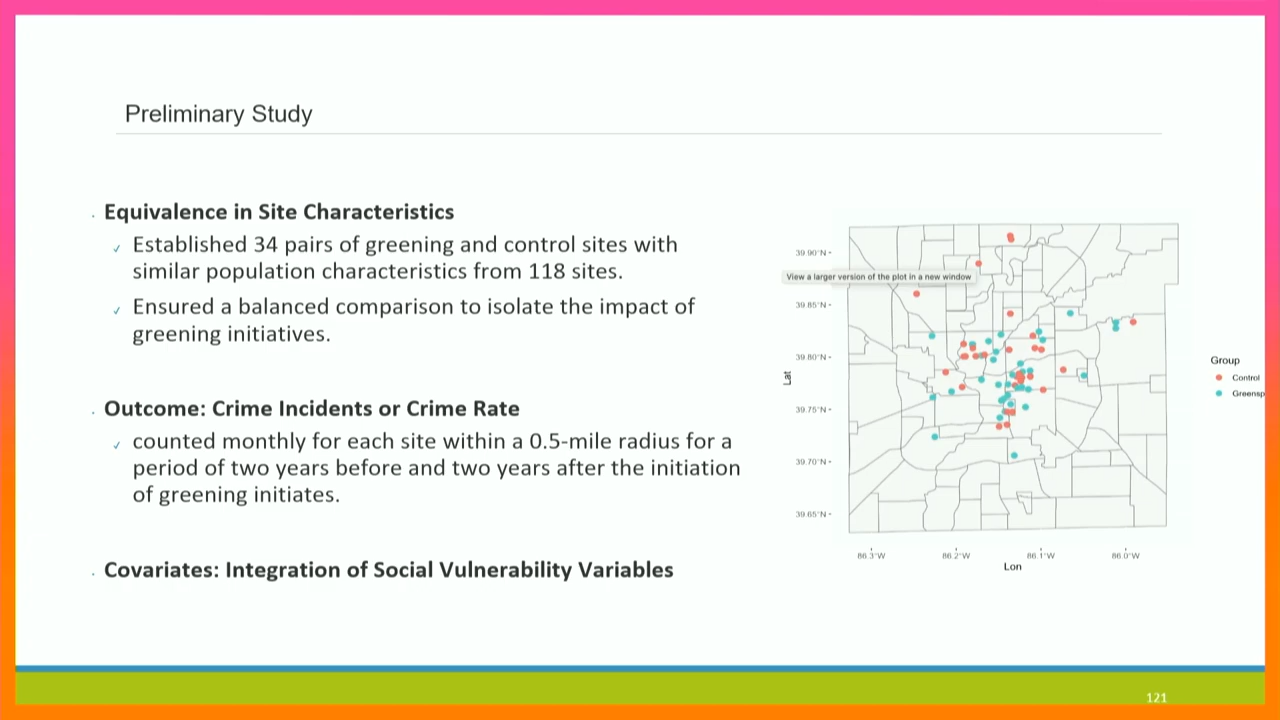 Preliminary Study
Equivalence in Site Characteristics
Established 34 pairs of greening and control sites with
similar population characteristics from 118 sites.
Ensured a balanced comparison to isolate the impact of
greening initiatives.
Outcome: Crime Incidents or Crime Rate
counted monthly for each site within a 0.5-mile radius for a
period of two years before and two years after the initiation
of greening initiates.
Covariates: Integration of Social Vulnerability Variables
39.90°N
View a larger version of the plot in a new window
39.85°N
39.80°N
Lat
39.75°N
39.70°N
39.65°N
86.3°W 86.2°W 86.1°W 86.0°W
Lon
Group
Control
Greensp
121